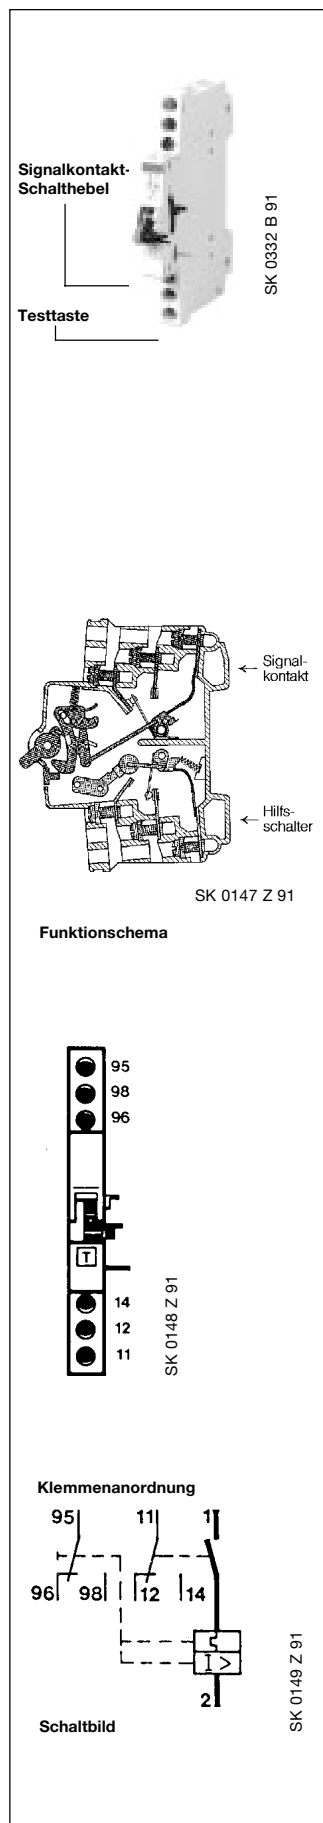 Signalkontakt-
Schalthebel
SK 0332 B 91
Testtaste
Signal-
kontakt
Hilfs-
schalter
SK 0147 Z 91
Funktionschema
95
98
96
T
14
12
11
SK 0148 Z 91
Klemmenanordnung
95 11 1
96 98 12 14
I >
2
SK 0149 Z 91
Schaltbild